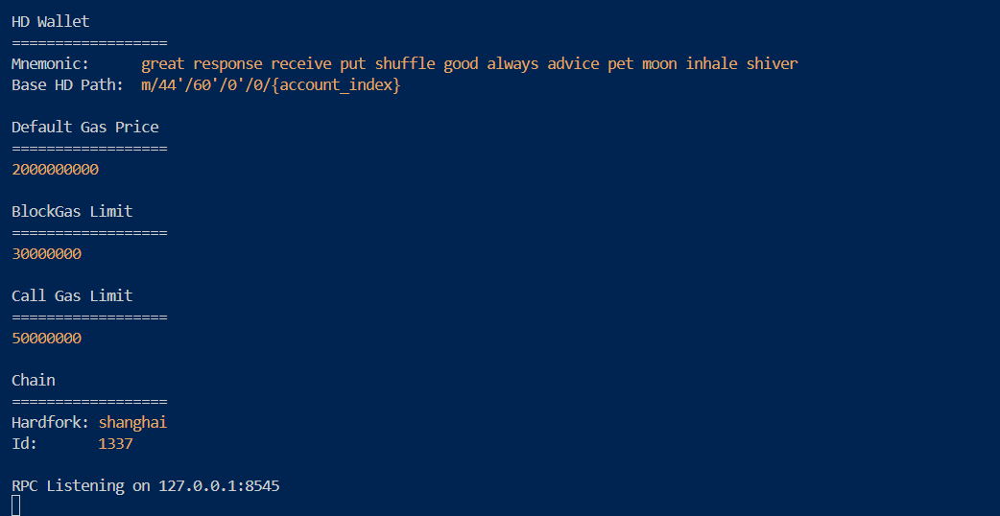 HD Wallet
==================
Mnemonic:      great response receive put shuffle good always advice pet moon inhale shiver
Base HD Path:  m/44'/60'/0'/0/{account_index}
Default Gas Price
==================
2000000000
BlockGas Limit
==================
30000000
Call Gas Limit
==================
50000000
Chain
==================
Hardfork: shanghai
Id:       1337
RPC Listening on 127.0.0.1:8545